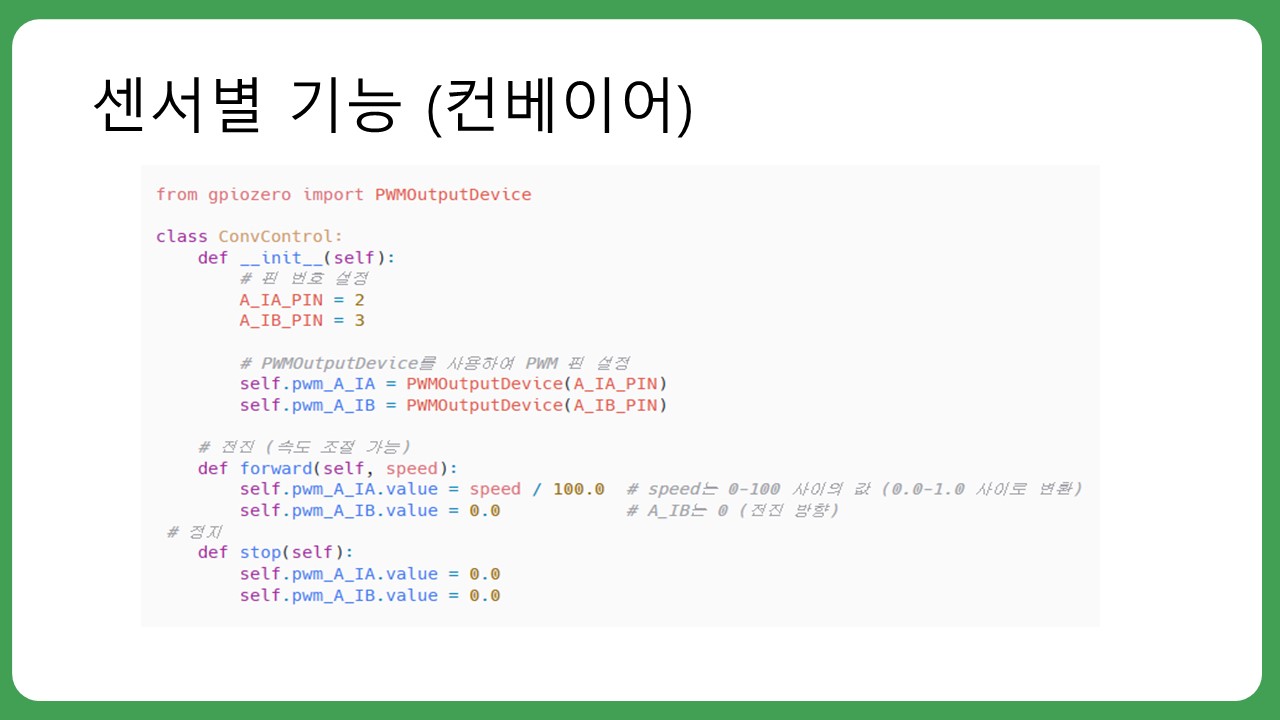 센서별 기능 (컨베이어)
from gpiozero import PWMOutputDevice
class ConvControl:
    def __init__(self):
        # 핀 번호 설정
        A_IA_PIN = 2
        A_IB_PIN = 3
        # PWMOutputDevice를 사용하여 PWM 핀 설정
        self.pwm_A_IA = PWMOutputDevice(A_IA_PIN)
        self.pwm_A_IB = PWMOutputDevice(A_IB_PIN)
    # 전진 (속도 조절 가능)
    def forward(self, speed):
        self.pwm_A_IA.value = speed / 100.0  # speed는 0-100 사이의 값 (0.0-1.0 사이로 변환)
        self.pwm_A_IB.value = 0.0            # A_IB는 0 (전진 방향)
 # 정지
    def stop(self):
        self.pwm_A_IA.value = 0.0
        self.pwm_A_IB.value = 0.0